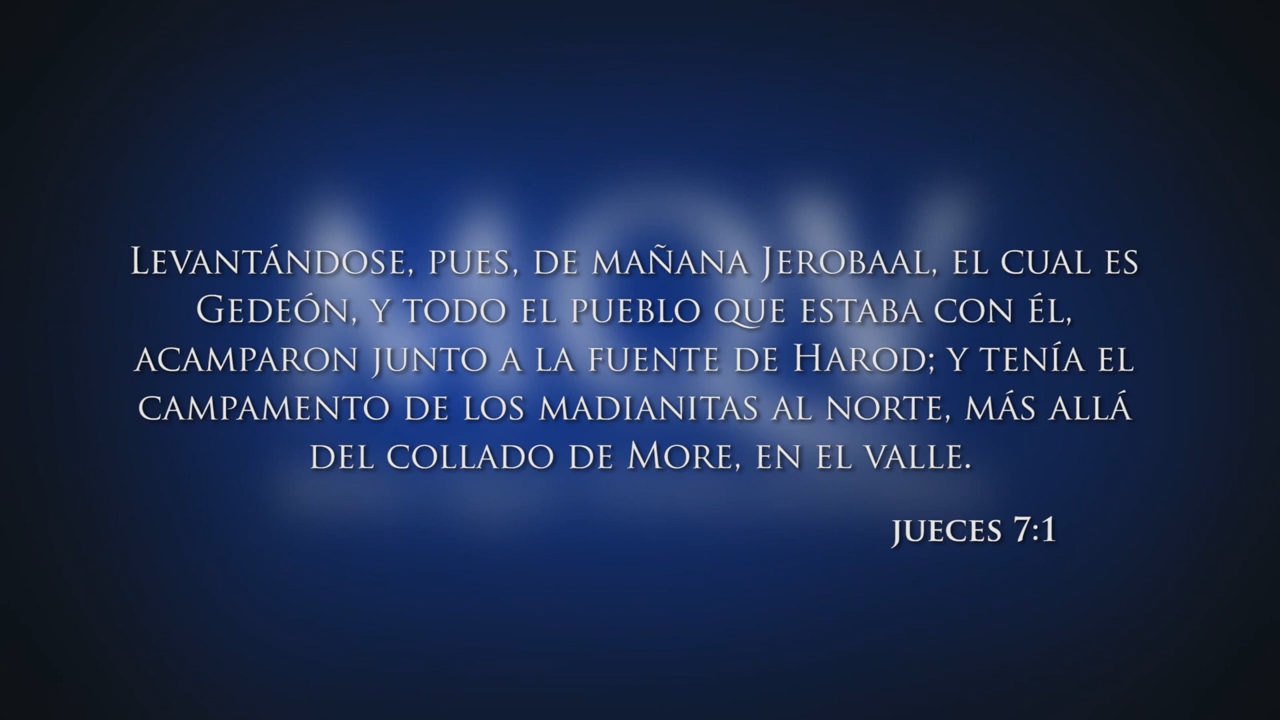 Levantándose, pues, de mañana Jerobaal, el cual es
Gedeón, y todo el pueblo que estaba con él,
acamparon junto a la fuente de Harod; y tenía el
campamento de los madianitas al norte, más allá
del collado de More, en el valle.
jueces 7:1